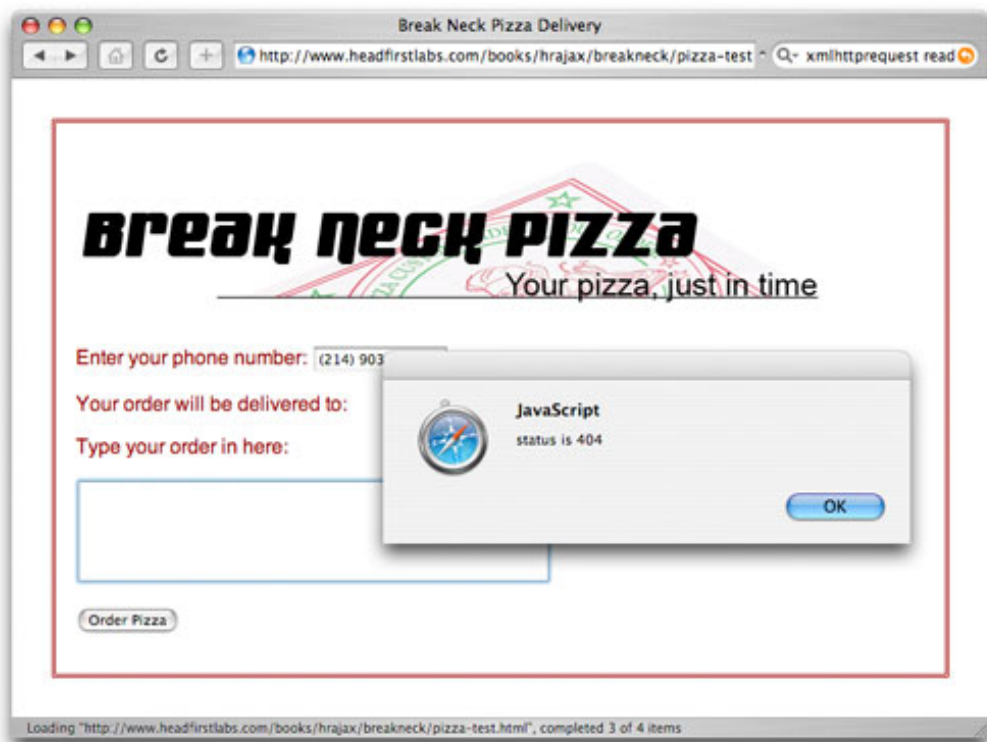 Break Neck Pizza Delivery
http://www.headfirstlabs.com/books/hrajax/breakneck/pizza-test
xmlhttprequest read
Break Neck Pizza
Your pizza, just in time
Enter your phone number: (214) 903
Your order will be delivered to:
Type your order in here:
JavaScript
status is 404
OK
Order Pizza
Loading "http://www.headfirstlabs.com/books/hrajax/breakneck/pizza-test.html", completed 3 of 4 items